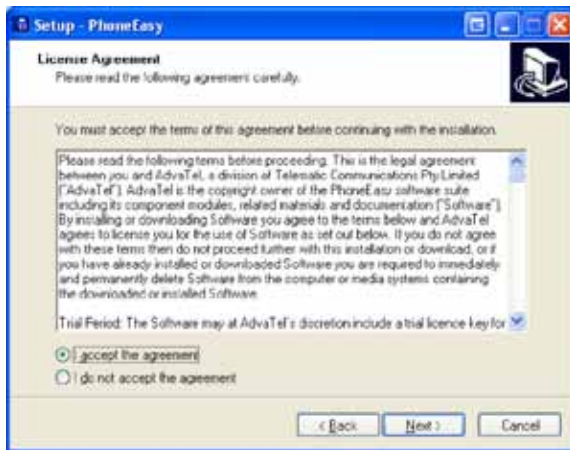 Setup - PhoneEasy
License Agreement
Please read the following agreement carefully.
You must accept the terms of this agreement before continuing with the installation.
Please read the following terms before proceeding. This is the legal agreement
between you and AdvaTel, a division of Telematic Communications Pty Limited
("AdvaTel"). AdvaTel is the copyright owner of the PhoneEasy software suite
including its component modules, related materials and documentation ("Software").
By installing or downloading Software you agree to the terms below and AdvaTel
agrees to license you for the use of Software as set out below. If you do not agree
with these terms then do not proceed further with this installation or download, or if
you have already installed or downloaded Software you are required to immediately
and permanently delete Software from the computer or media systems containing
the downloaded or installed Software.
Trial Period: The Software may at AdvaTel's discretion include a trial licence key for
I accept the agreement
I do not accept the agreement
< Back
Next >
Cancel